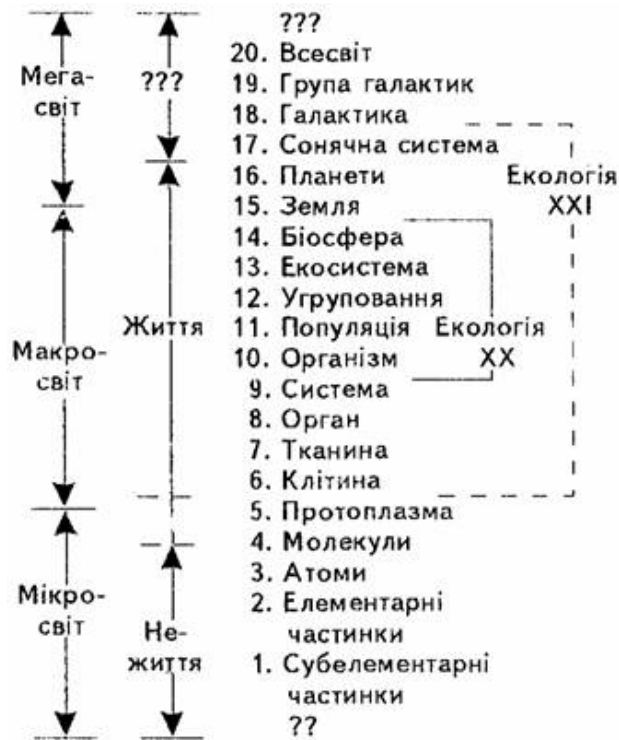 ???
20. Всесвіт
19. Група галактик
18. Галактика
17. Сонячна система
16. Планети
15. Земля
14. Біосфера
13. Екосистема
12. Угруповання
11. Популяція
10. Організм
9. Система
8. Орган
7. Тканина
6. Клітина
5. Протоплазма
4. Молекули
3. Атоми
2. Елементарні
частинки
1. Субелементарні
частинки
??
Мега-
світ
Макро-
світ
Мікро-
світ
???
Життя
Не-
життя
Екологія
XXI
Екологія
XX